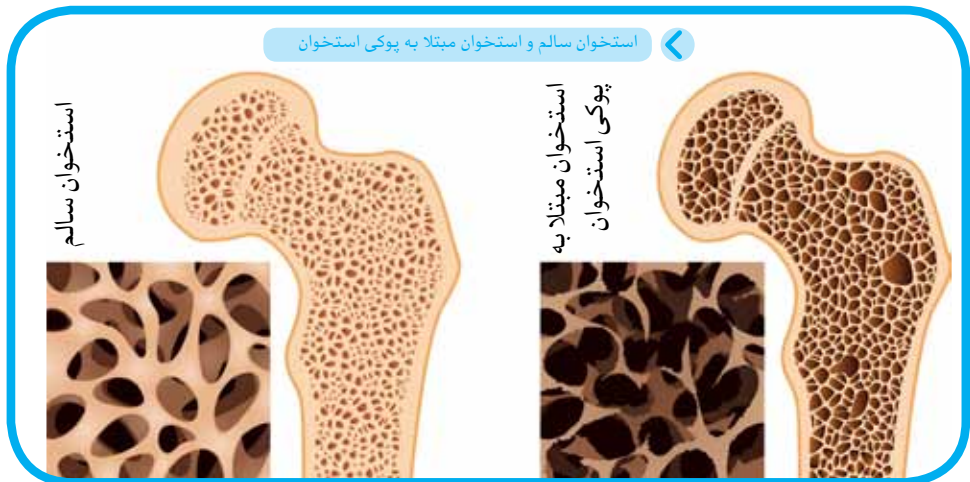 استخوان سالم و استخوان مبتلا به پوکی استخوان
استخوان مبتلا به
پوکی استخوان
استخوان سالم